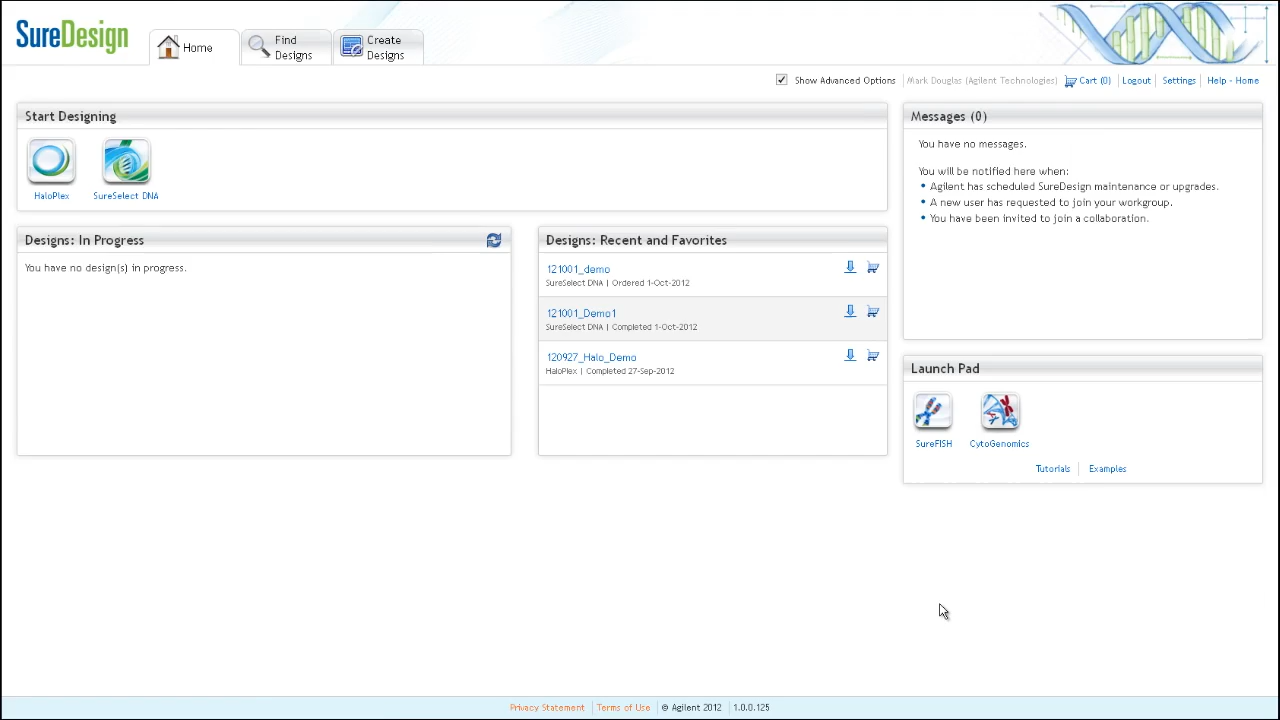 SureDesign
Home
Find Designs
Create Designs
Show Advanced Options
Mark Douglas (Agilent Technologies)
Cart (0)
Logout
Settings
Help - Home
Start Designing
HaloPlex
SureSelect DNA
Designs: In Progress
You have no design(s) in progress.
Designs: Recent and Favorites
121001_demo
SureSelect DNA | Ordered 1-Oct-2012
121001_Demo1
SureSelect DNA | Completed 1-Oct-2012
120927_Halo_Demo
HaloPlex | Completed 27-Sep-2012
Messages (0)
You have no messages.
You will be notified here when:
• Agilent has scheduled SureDesign maintenance or upgrades.
• A new user has requested to join your workgroup.
• You have been invited to join a collaboration.
Launch Pad
SureFISH
CytoGenomics
Tutorials
Examples
Privacy Statement
Terms of Use
© Agilent 2012
1.0.0.125